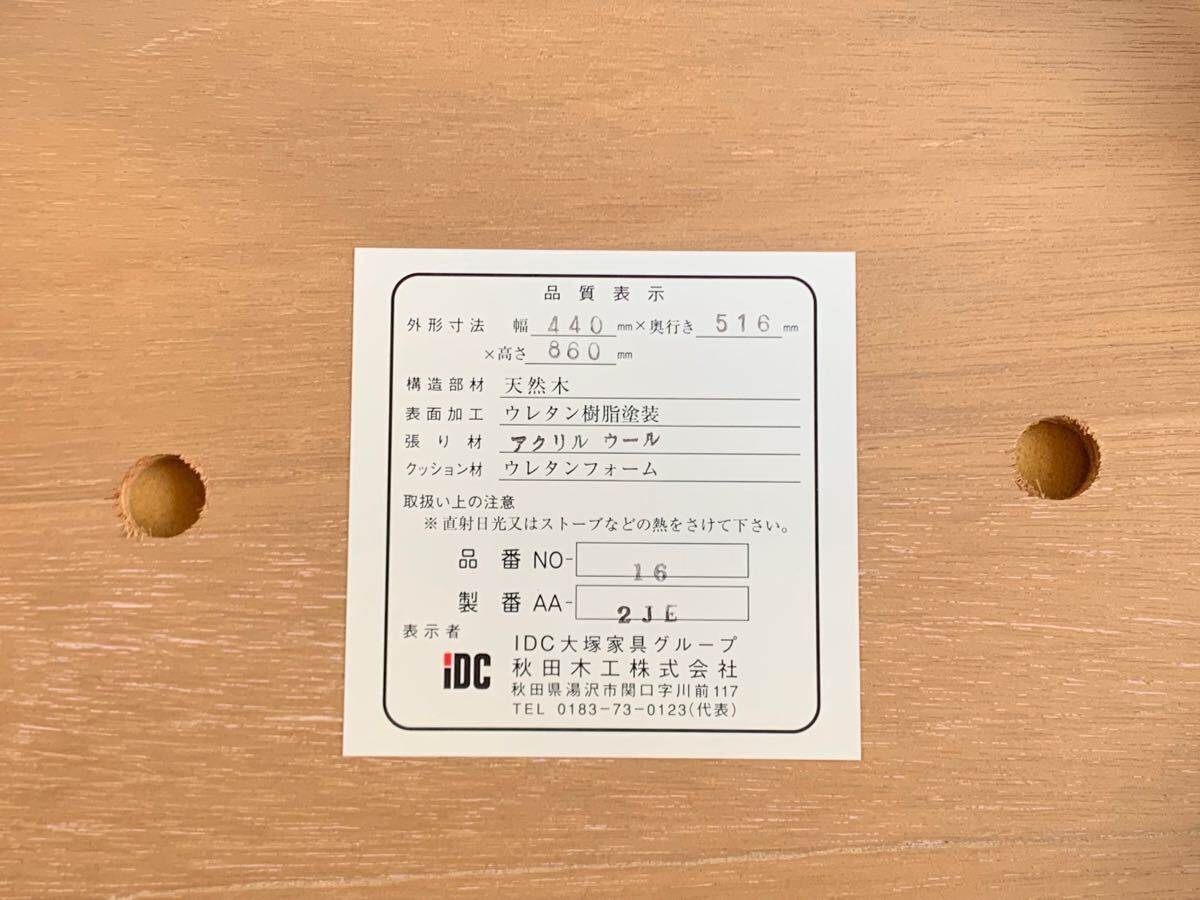 品質表示
外形寸法 幅 440 mm×奥行き 516 mm
×高さ 860 mm
構造部材 天然木
表面加工 ウレタン樹脂塗装
張り材 アクリル ウール
クッション材 ウレタンフォーム
取扱い上の注意
※直射日光又はストーブなどの熱をさけて下さい。
品番 NO- 16
製番 AA- 2JE
表示者
iDC IDC大塚家具グループ
秋田木工株式会社
秋田県湯沢市関口字川前117
TEL 0183-73-0123(代表)